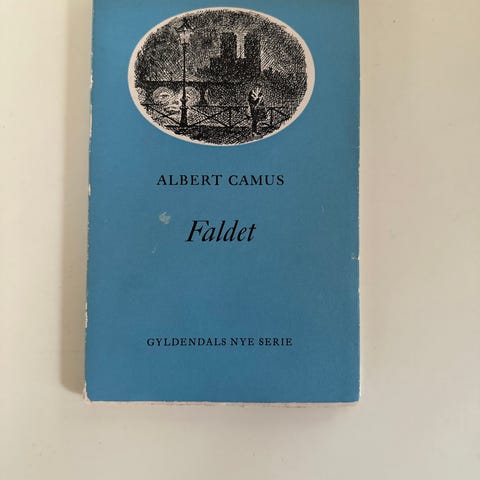 ALBERT CAMUS
Faldet
GYLDENDALS NYE SERIE